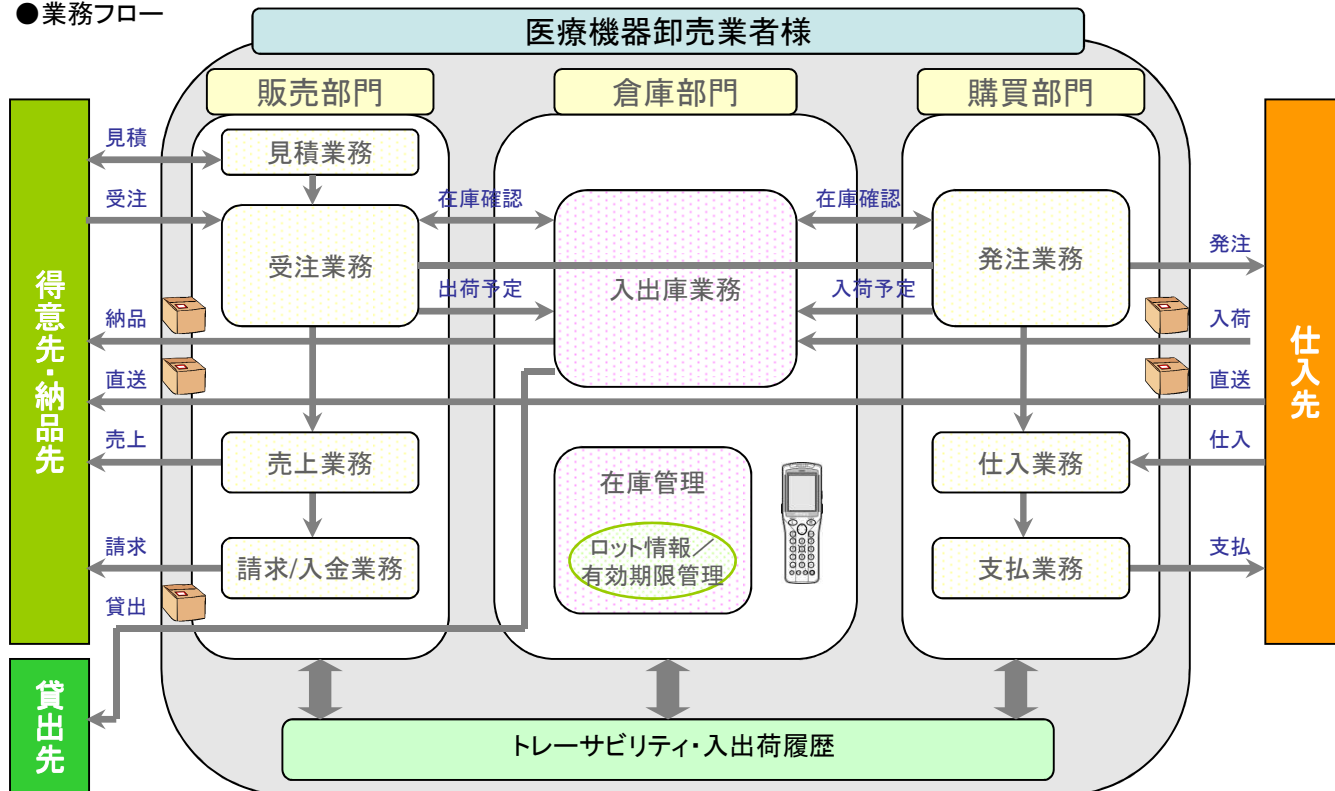 ●業務フロー
医療機器卸売業者様
販売部門
倉庫部門
購買部門
見積
見積業務
受注
在庫確認
在庫確認
受注業務
入出庫業務
発注業務
発注
出荷予定
入荷予定
納品
入荷
直送
直送
得意先・納品先
仕入先
売上
売上業務
在庫管理
仕入業務
仕入
請求
請求/入金業務
ロット情報／
有効期限管理
支払業務
支払
貸出
貸出先
トレーサビリティ・入出荷履歴